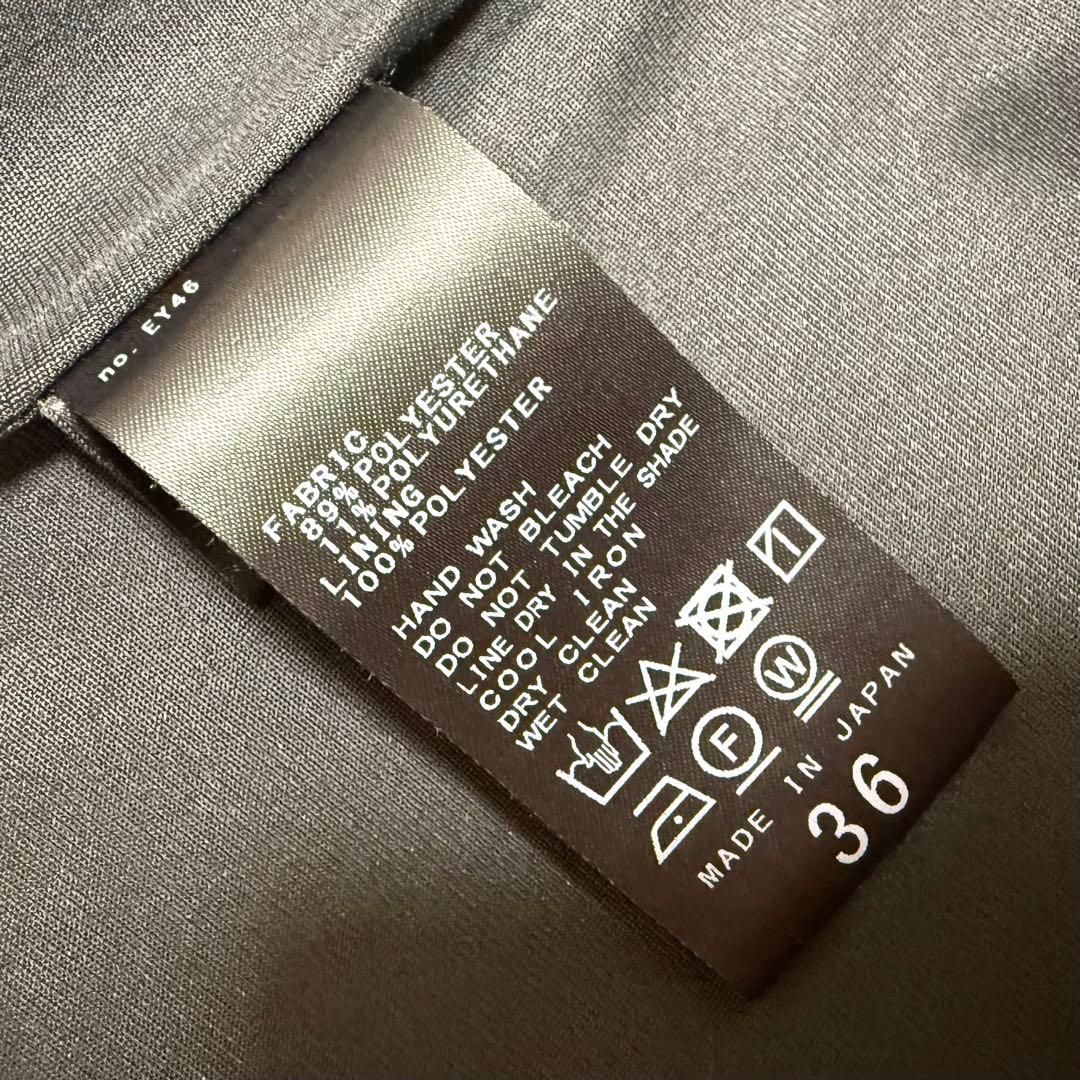 no. EY46
FABRIC
89% POLYESTER
11% POLYURETHANE
LINING
100% POLYESTER
HAND WASH
DO NOT BLEACH
DO NOT TUMBLE DRY
LINE DRY IN THE SHADE
COOL IRON
DRY CLEAN
WET CLEAN
F
W
MADE IN JAPAN
36